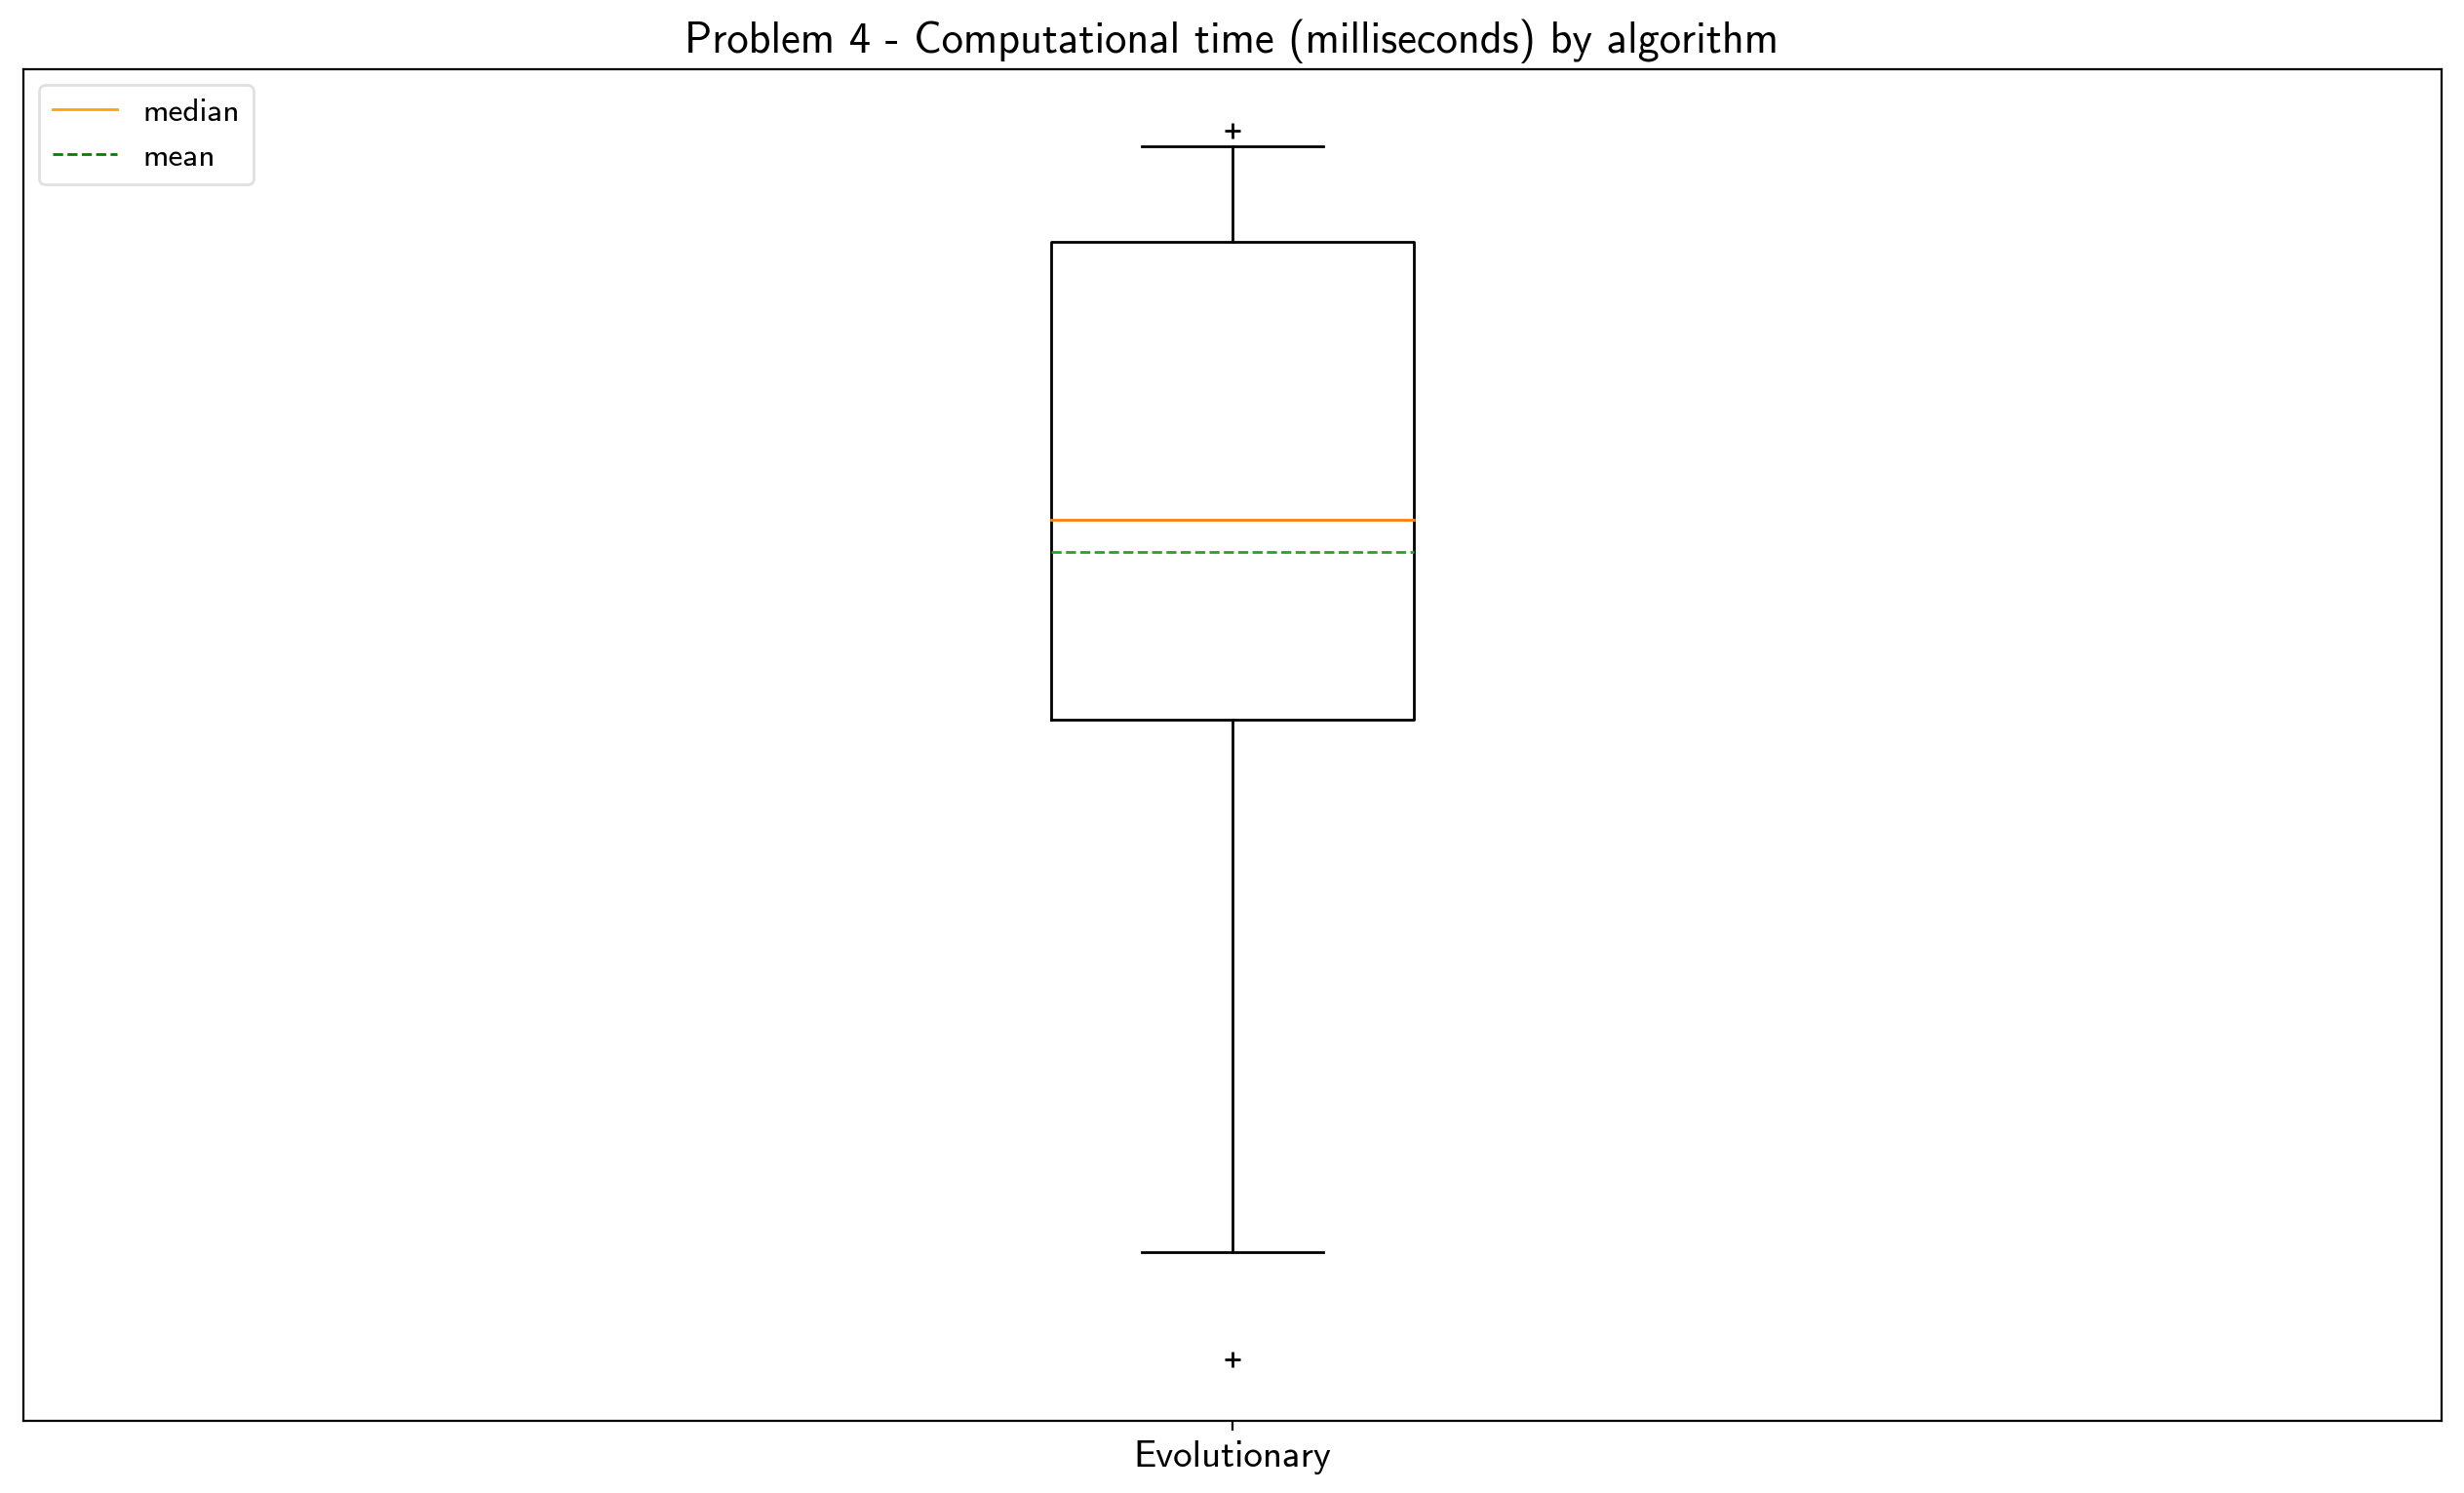 Problem 4 - Computational time (milliseconds) by algorithm
median
mean
Evolutionary